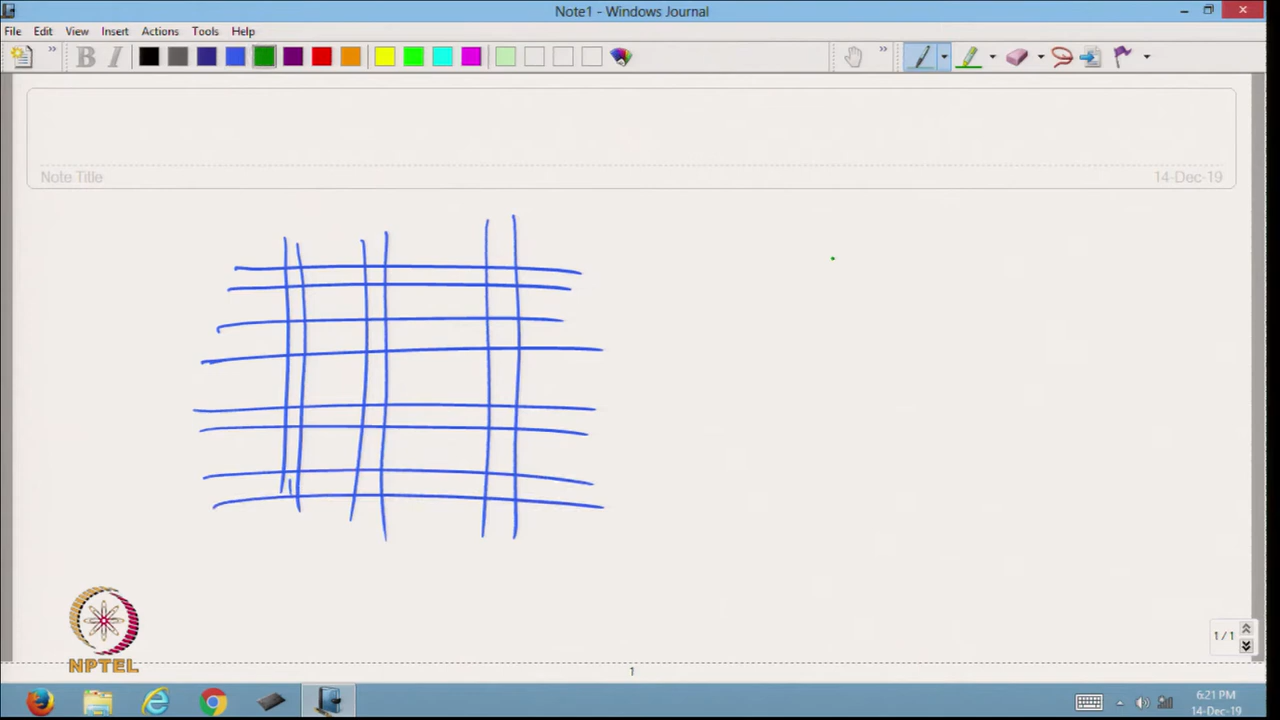 Note1 - Windows Journal
File Edit View Insert Actions Tools Help
B I
Note Title
14-Dec-19
NPTEL
1/1
1
6:21 PM
14-Dec-19